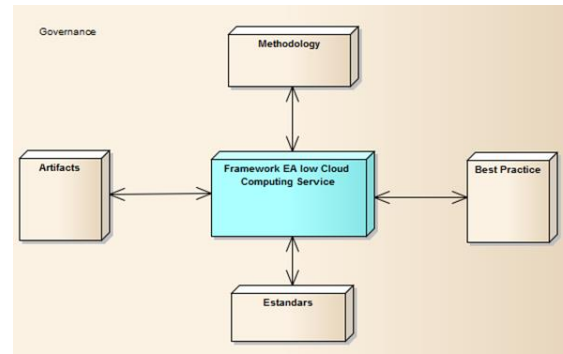 Governance
Methodology
Artifacts
Framework EA low Cloud
Computing Service
Best Practice
Estandars